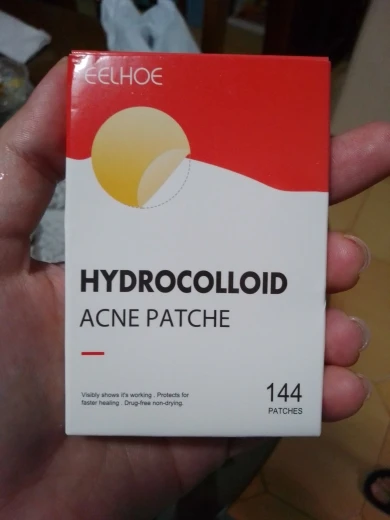 EELHOE
HYDROCOLLOID
ACNE PATCHE
Visibly shows it's working . Protects for
faster healing . Drug-free non-drying.
144
PATCHES